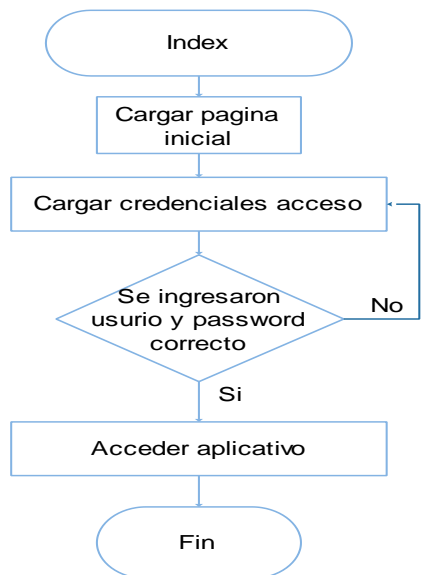 Index
Cargar pagina
inicial
Cargar credenciales acceso
Se ingresaron
usurio y password
correcto
No
Si
Acceder aplicativo
Fin